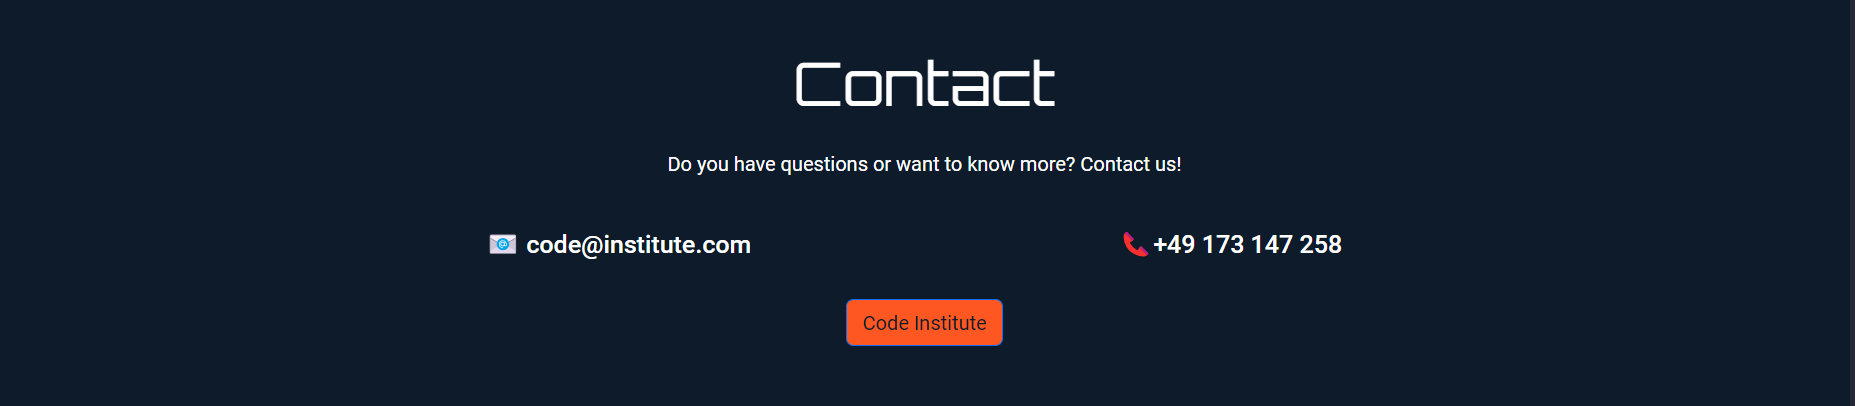 Contact
Do you have questions or want to know more? Contact us!
code@institute.com
+49 173 147 258
Code Institute